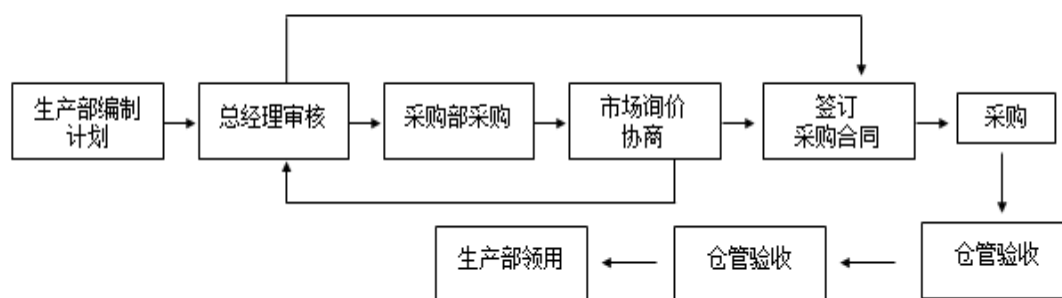 生产部编制
计划
总经理审核
采购部采购
市场询价
协商
签订
采购合同
采购
仓管验收
仓管验收
生产部领用